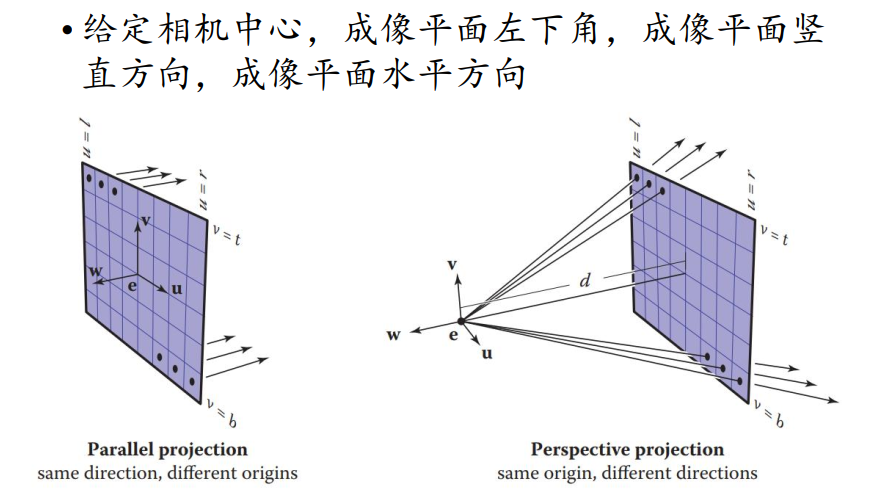 • 给定相机中心，成像平面左下角，成像平面竖
直方向，成像平面水平方向
u = l
u = r
v
v = t
w
e
u
v = b
Parallel projection
same direction, different origins
u = l
u = r
v = t
v
d
w
e
u
v = b
Perspective projection
same origin, different directions